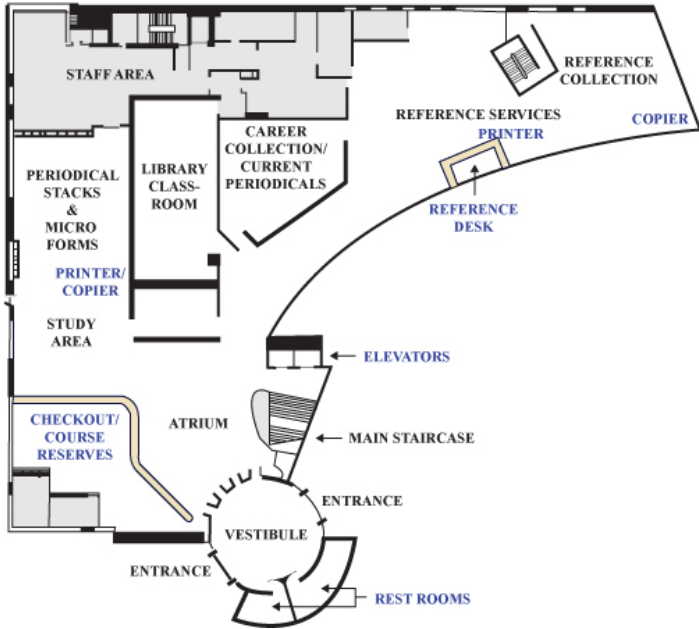 STAFF AREA
REFERENCE
COLLECTION
REFERENCE SERVICES
PRINTER
COPIER
CAREER
COLLECTION/
CURRENT
PERIODICALS
LIBRARY
CLASS-
ROOM
PERIODICAL
STACKS
&
MICRO
FORMS
PRINTER/
COPIER
REFERENCE
DESK
STUDY
AREA
ELEVATORS
CHECKOUT/
COURSE
RESERVES
ATRIUM
MAIN STAIRCASE
ENTRANCE
VESTIBULE
ENTRANCE
REST ROOMS